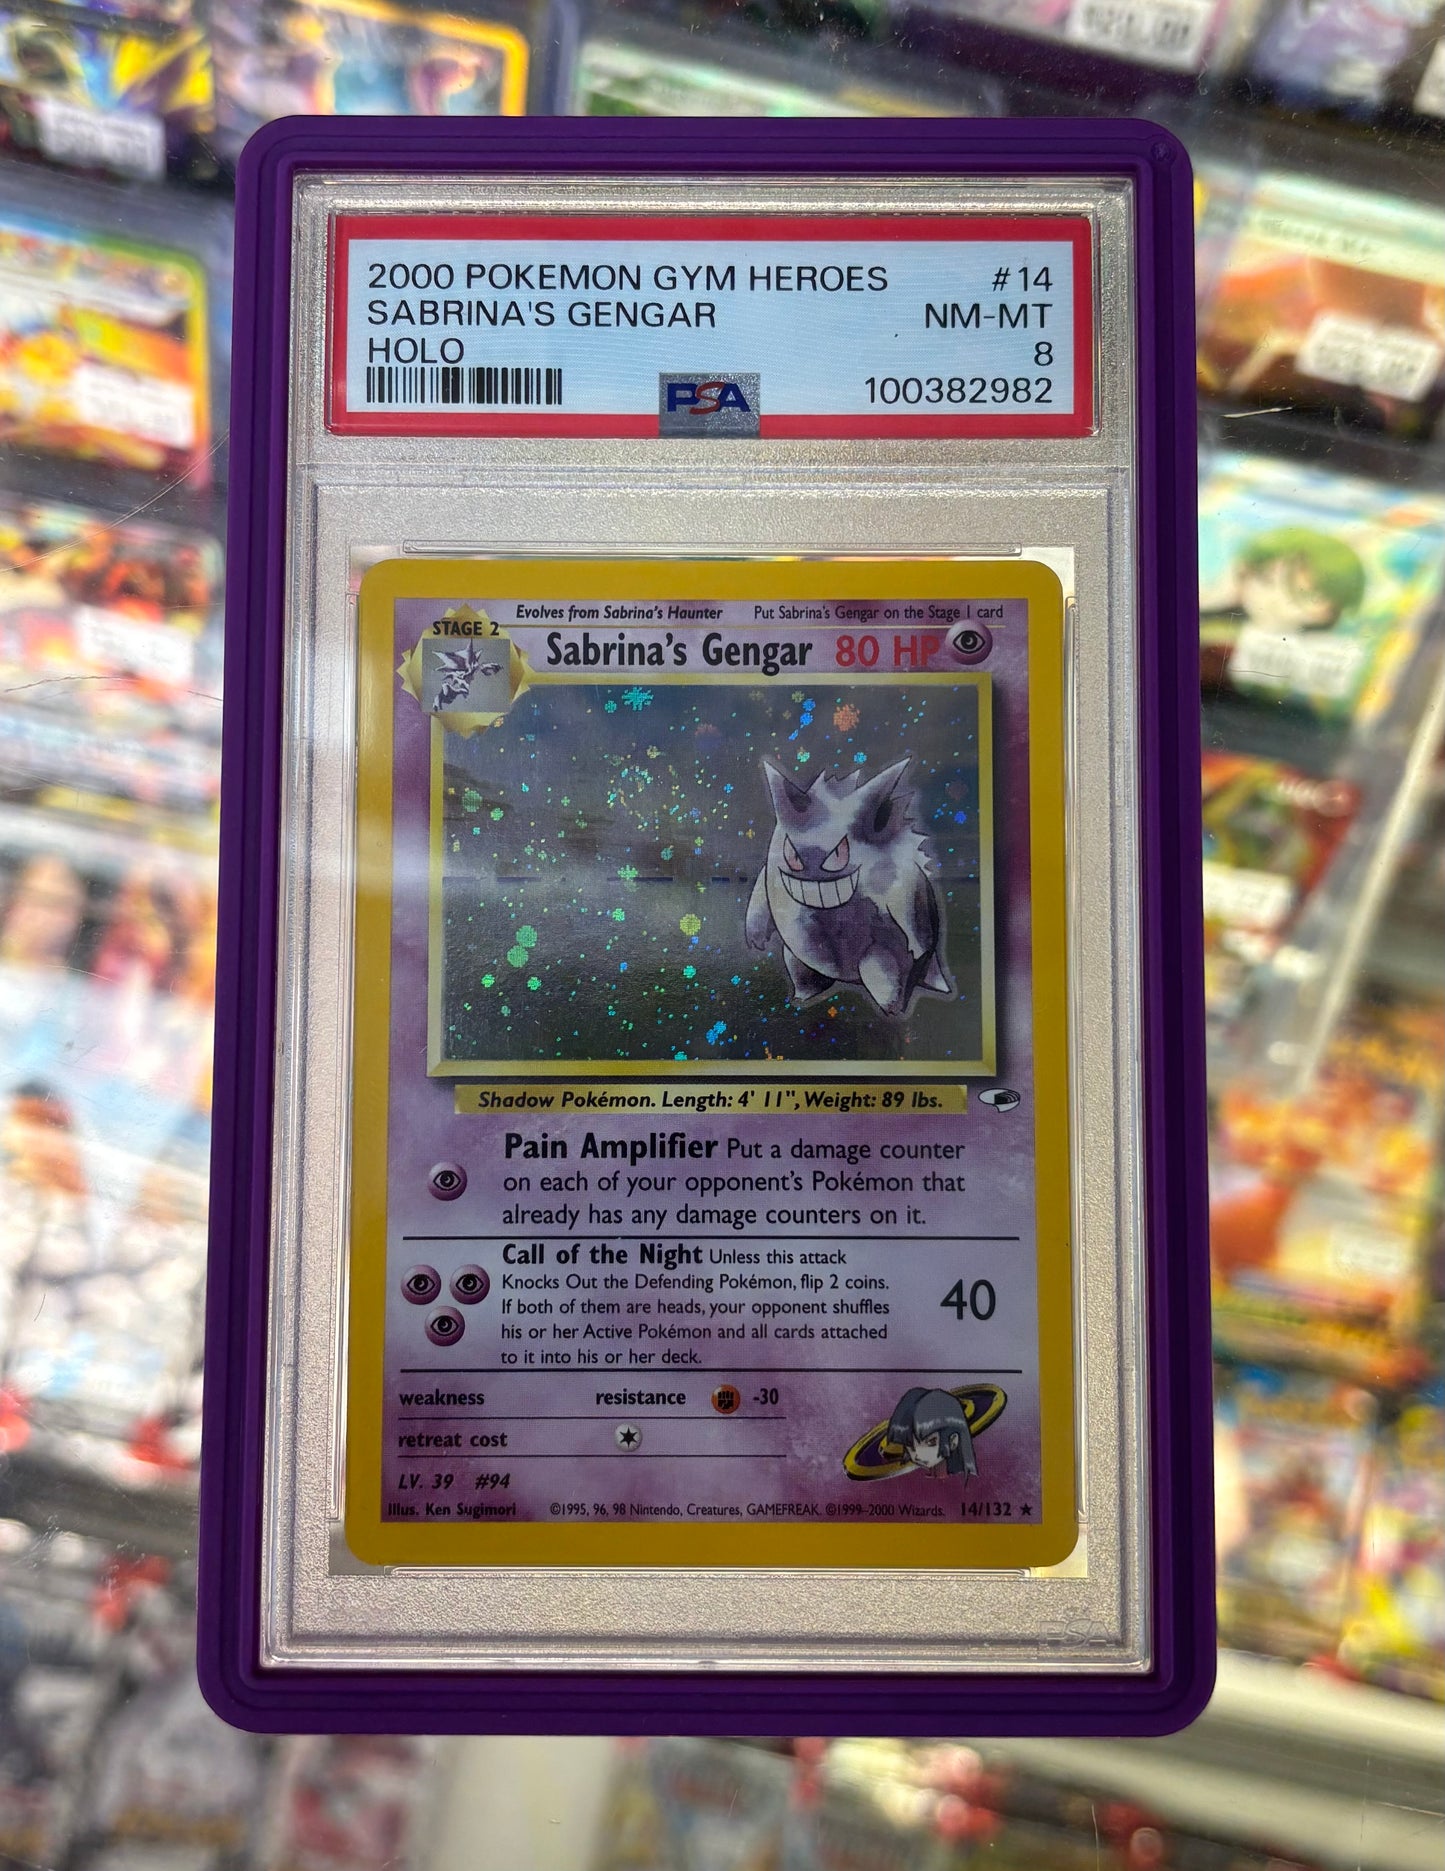 2000 POKEMON GYM HEROES #14
SABRINA'S GENGAR NM-MT
HOLO 8
PSA 100382982
Evolves from Sabrina's Haunter Put Sabrina's Gengar on the Stage 1 card
STAGE 2
Sabrina's Gengar 80 HP
Shadow Pokémon. Length: 4' 11", Weight: 89 lbs.
Pain Amplifier Put a damage counter
on each of your opponent's Pokémon that
already has any damage counters on it.
Call of the Night Unless this attack
Knocks Out the Defending Pokémon, flip 2 coins.
If both of them are heads, your opponent shuffles
his or her Active Pokémon and all cards attached
to it into his or her deck.
40
weakness resistance -30
retreat cost
LV. 39 #94
Illus. Ken Sugimori ©1995, 96, 98 Nintendo, Creatures, GAMEFREAK. ©1999-2000 Wizards. 14/132 ★
PSA